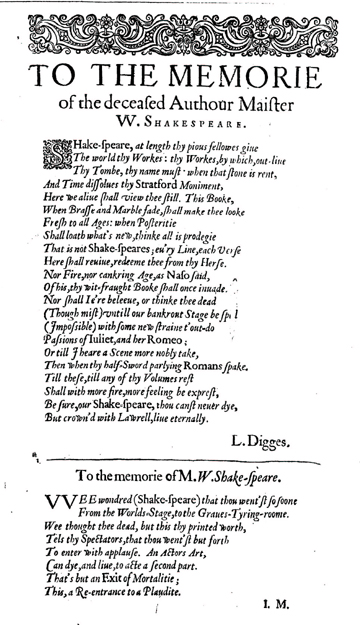 TO THE MEMORIE
of the deceaſed Authour Maiſter
W. SHAKESPEARE.
SHake-ſpeare, at length thy pious fellowes giue
The world thy Workes: thy Workes, by which, out-liue
Thy Tombe, thy name muſt: when that ſtone is rent,
And Time diſſolues thy Stratford Moniment,
Here we aliue ſhall view thee ſtill. This Booke,
When Braſſe and Marble fade, ſhall make thee looke
Freſh to all Ages: when Poſteritie
Shall loath what's new, thinke all is prodegie
That is not Shake-ſpeares; eu'ry Line, each Verſe
Here ſhall reuiue, redeeme thee from thy Herſe.
Nor Fire, nor cankring Age, as Naſo ſaid,
Of his, thy wit-fraught Booke ſhall once inuade.
Nor ſhall I e're beleeue, or thinke thee dead
(Though miſt) vntill our bankrout Stage be
(Impoſsible) with ſome new ſtraine t'out-do
Paſsions of Iuliet, and her Romeo;
Or till I heare a Scene more nobly take,
Then when thy half-Sword parlying Romans ſpake.
Till theſe, till any of thy Volumes reſt
Shall with more fire, more feeling be expreſt,
Be ſure, our Shake-ſpeare, thou canſt neuer dye,
But crown'd with Lawrell, liue eternally.
L. Digges.
To the memorie of M. W. Shake-ſpeare.
VVEE wondred (Shake-ſpeare) that thou went'ſt ſo ſoone
From the Worlds-Stage, to the Graues-Tyring-roome.
Wee thought thee dead, but this thy printed worth,
Tels thy Spectators, that thou went'ſt but forth
To enter with applauſe. An Actors Art,
Can dye, and liue, to acte a ſecond part.
That's but an Exit of Mortalitie;
This, a Re-entrance to a Plaudite.
I. M.